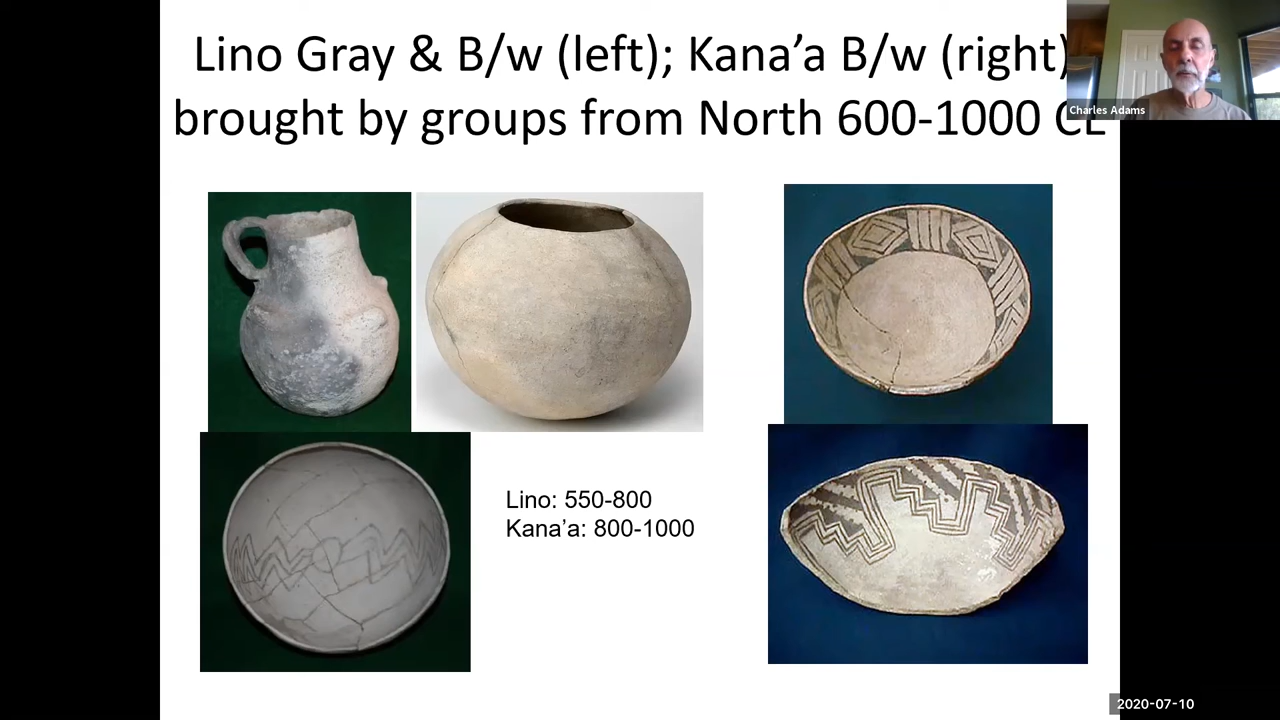 Lino Gray & B/w (left); Kana’a B/w (right)
brought by groups from North 600-1000 CE
Charles Adams
Lino: 550-800
Kana’a: 800-1000
2020-07-10